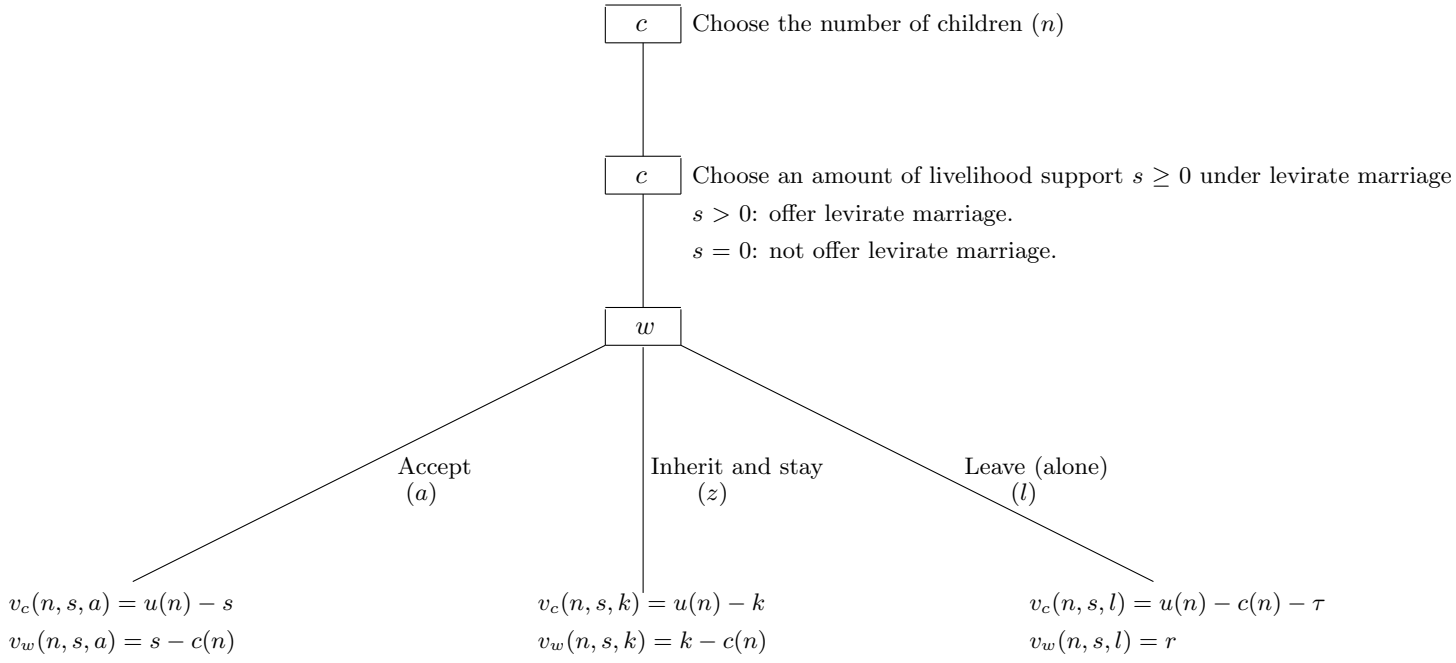 c Choose the number of children (n)
c Choose an amount of livelihood support s ≥ 0 under levirate marriage
s > 0: offer levirate marriage.
s = 0: not offer levirate marriage.
w
Accept
(a)
Inherit and stay
(z)
Leave (alone)
(l)
v_c(n, s, a) = u(n) − s
v_w(n, s, a) = s − c(n)
v_c(n, s, k) = u(n) − k
v_w(n, s, k) = k − c(n)
v_c(n, s, l) = u(n) − c(n) − τ
v_w(n, s, l) = r